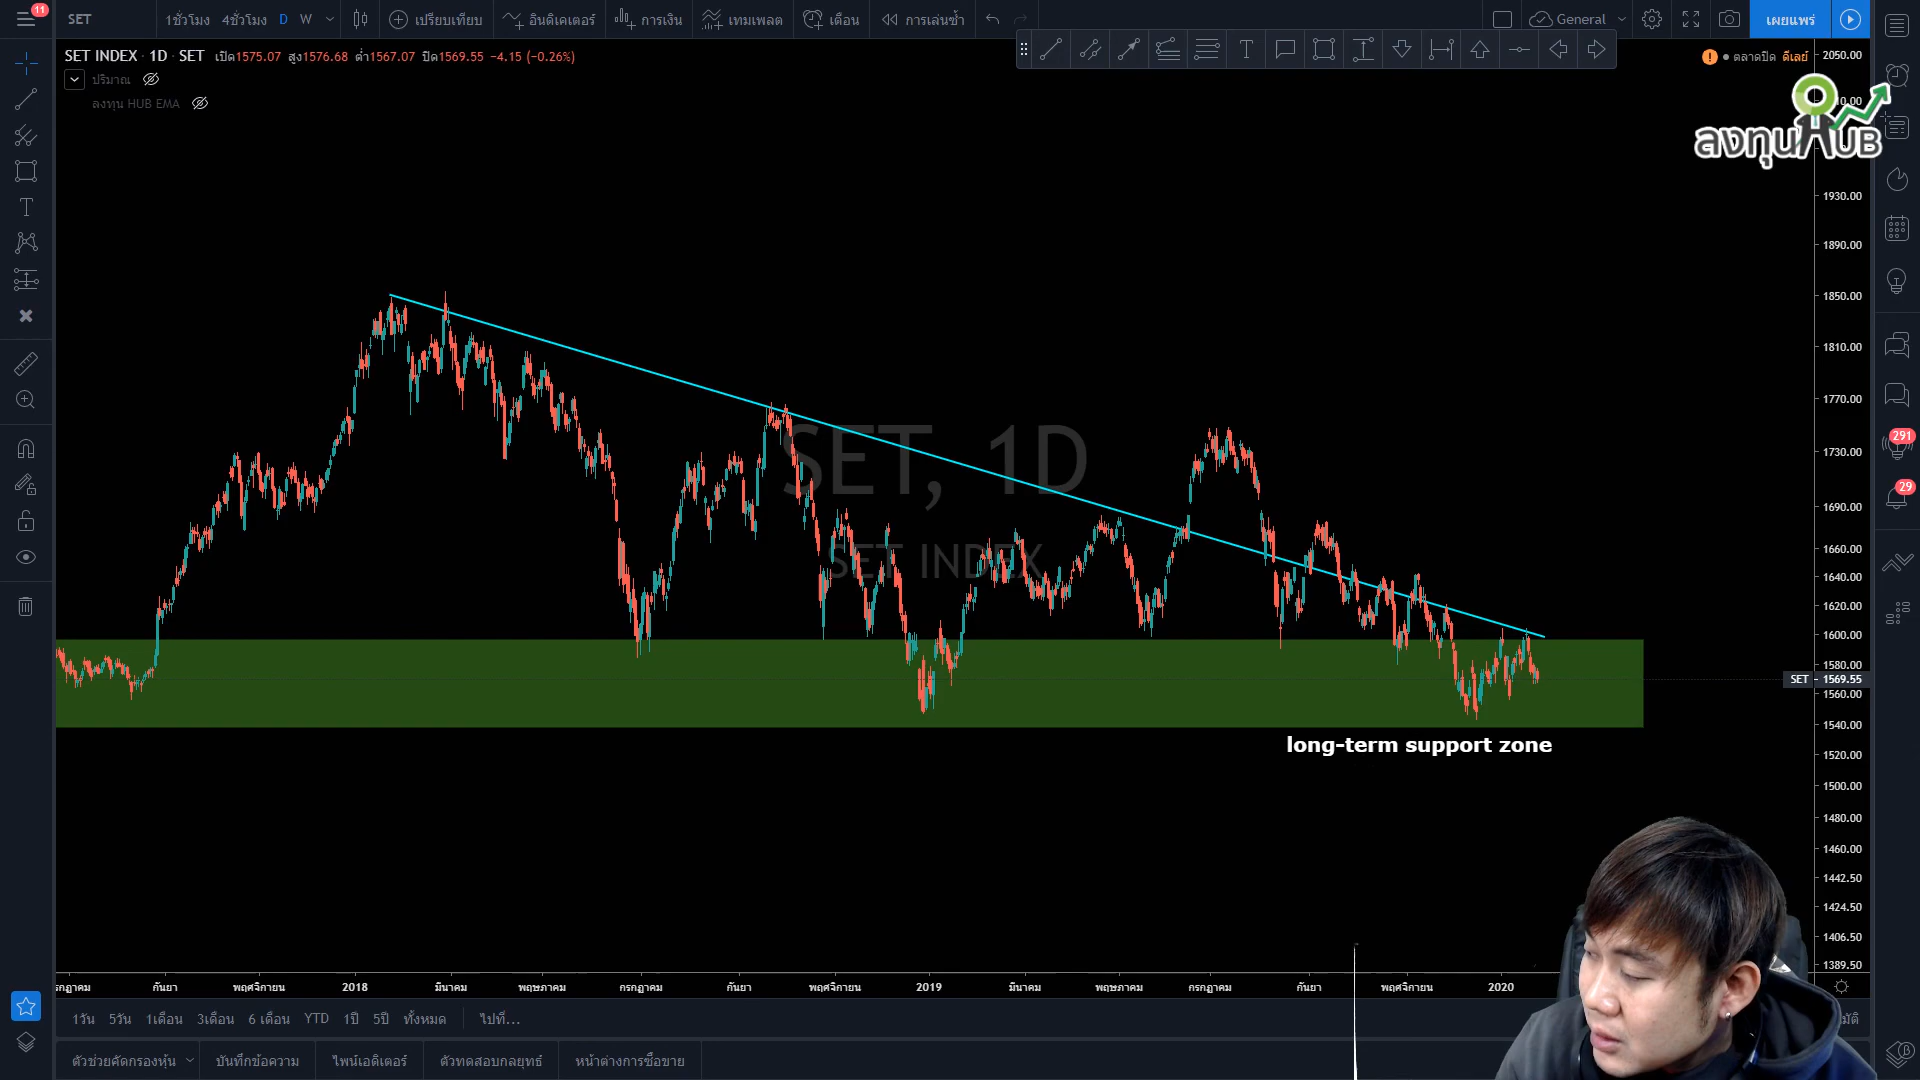 11
SET
1ชั่วโมง 4ชั่วโมง D W
เปรียบเทียบ
อินดิเคเตอร์
การเงิน
เทมเพลต
เตือน
การเล่นซ้ำ
General
เผยแพร่
SET INDEX · 1D · SET เปิด1575.07 สูง1576.68 ต่ำ1567.07 ปิด1569.55 −4.15 (−0.26%)
ปริมาณ
ลงทุน HUB EMA
ตลาดปิด ดีเลย์
ลงทุนHUB
SET, 1D
SET INDEX
2050.00
1930.00
1890.00
1850.00
1810.00
1770.00
1730.00
1690.00
1660.00
1640.00
1620.00
1600.00
1580.00
SET 1569.55
1560.00
1540.00
1520.00
1500.00
1480.00
1460.00
1442.50
1424.50
1406.50
1389.50
291
29
long-term support zone
กันยา พฤศจิกายน 2018 มีนาคม พฤษภาคม กรกฎาคม กันยา พฤศจิกายน 2019 มีนาคม พฤษภาคม กรกฎาคม กันยา พฤศจิกายน 2020
1วัน 5วัน 1เดือน 3เดือน 6 เดือน YTD 1ปี 5ปี ทั้งหมด ไปที่...
ตัวช่วยคัดกรองหุ้น บันทึกข้อความ ไพน์เอดิเตอร์ ตัวทดสอบกลยุทธ์ หน้าต่างการซื้อขาย